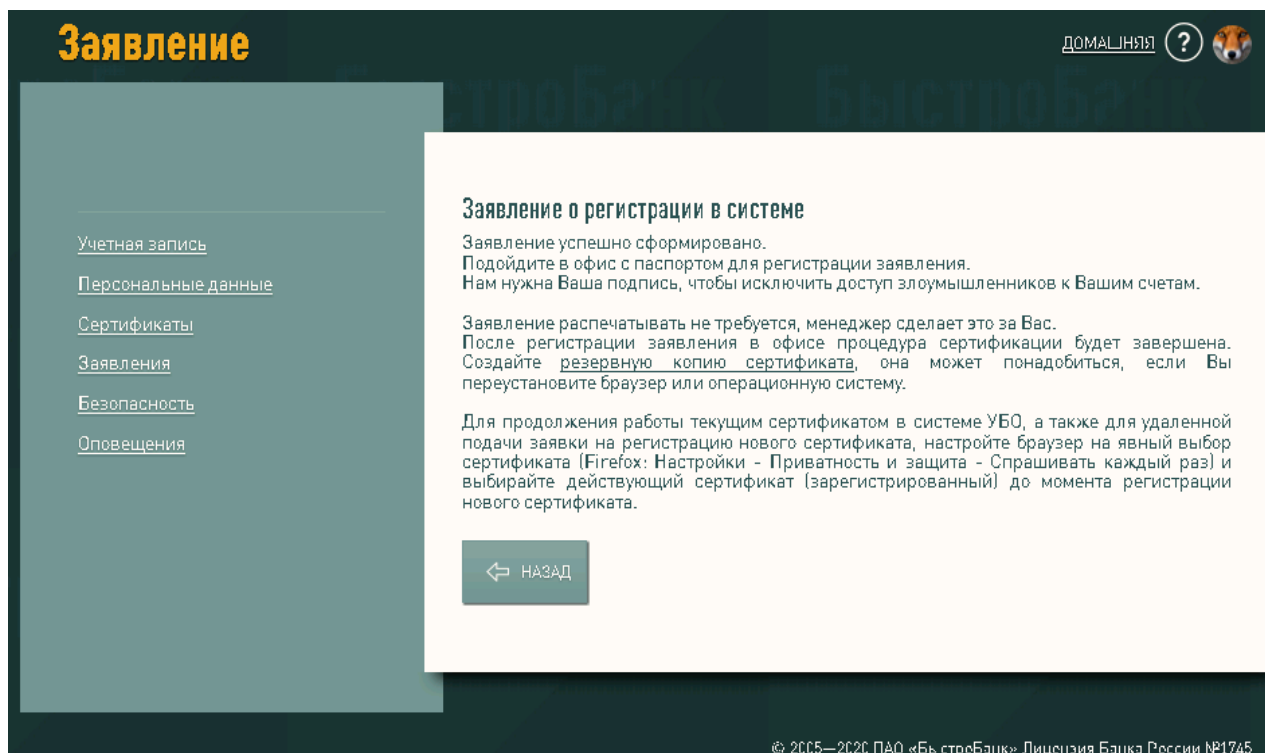 Заявление
ДОМАШНЯЯ
?
БыстроБанк
Учетная запись
Персональные данные
Сертификаты
Заявления
Безопасность
Оповещения
Заявление о регистрации в системе
Заявление успешно сформировано.
Подойдите в офис с паспортом для регистрации заявления.
Нам нужна Ваша подпись, чтобы исключить доступ злоумышленников к Вашим счетам.
Заявление распечатывать не требуется, менеджер сделает это за Вас.
После регистрации заявления в офисе процедура сертификации будет завершена.
Создайте резервную копию сертификата, она может понадобиться, если Вы
переустановите браузер или операционную систему.
Для продолжения работы текущим сертификатом в системе УБО, а также для удаленной
подачи заявки на регистрацию нового сертификата, настройте браузер на явный выбор
сертификата (Firefox: Настройки - Приватность и защита - Спрашивать каждый раз) и
выбирайте действующий сертификат (зарегистрированный) до момента регистрации
нового сертификата.
НАЗАД
© 2005—2020 ПАО «БыстроБанк» Лицензия Банка России №1745